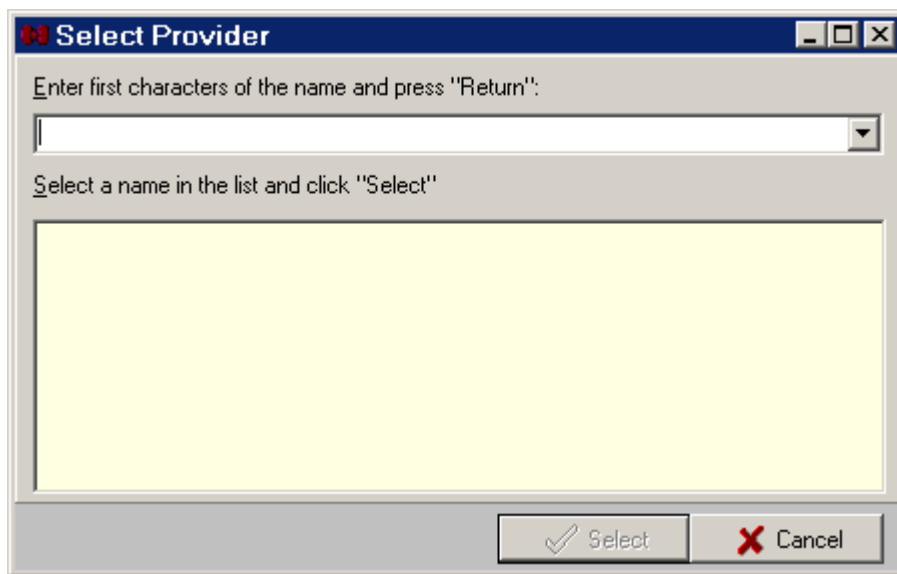 Select Provider
Enter first characters of the name and press "Return":
Select a name in the list and click "Select"
Select
Cancel